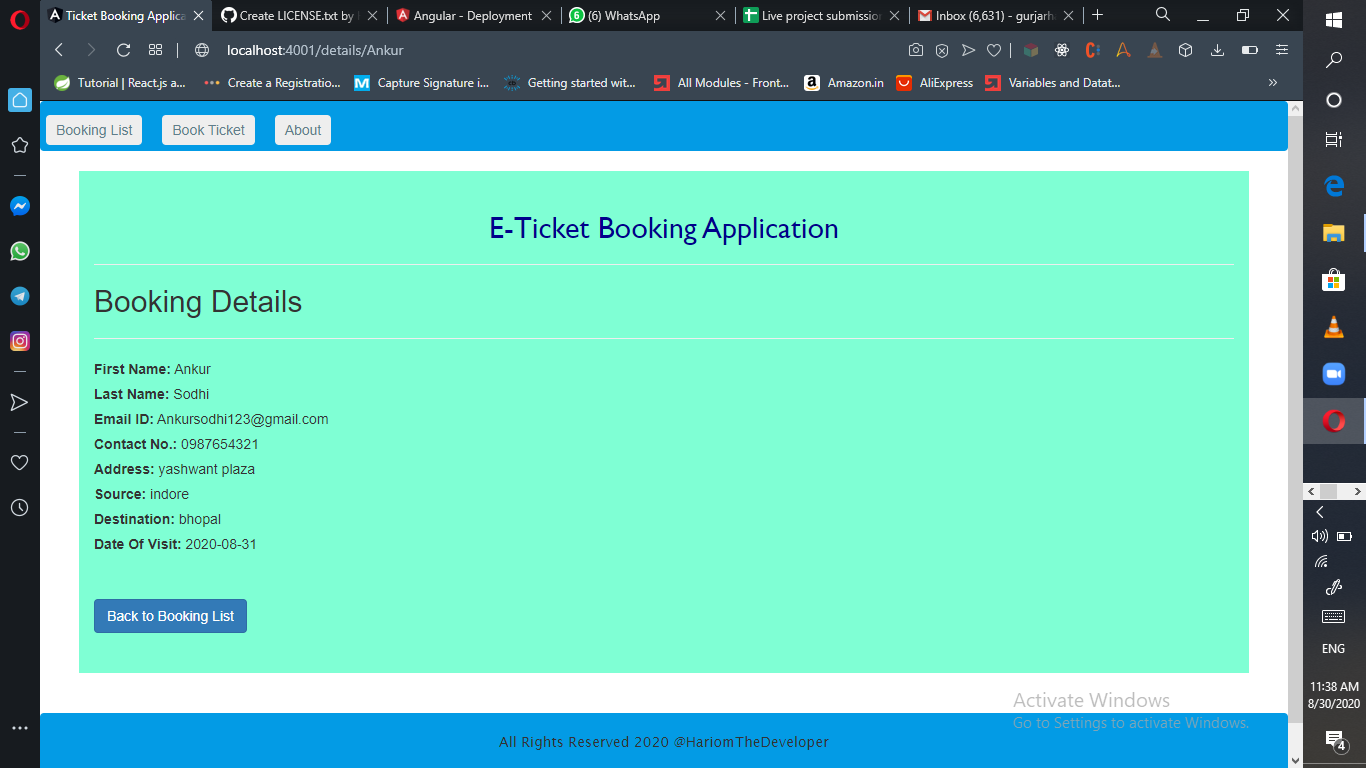 Ticket Booking Applica
Create LICENSE.txt by
Angular - Deployment
6 (6) WhatsApp
Live project submission
Inbox (6,631) - gurjarh
localhost:4001/details/Ankur
Tutorial | React.js a...
Create a Registratio...
M Capture Signature i...
Getting started wit...
All Modules - Front...
a Amazon.in
AliExpress
Variables and Datat...
Booking List
Book Ticket
About
E-Ticket Booking Application
Booking Details
First Name: Ankur
Last Name: Sodhi
Email ID: Ankursodhi123@gmail.com
Contact No.: 0987654321
Address: yashwant plaza
Source: indore
Destination: bhopal
Date Of Visit: 2020-08-31
Back to Booking List
Activate Windows
Go to Settings to activate Windows.
All Rights Reserved 2020 @HariomTheDeveloper
ENG
11:38 AM
8/30/2020
4